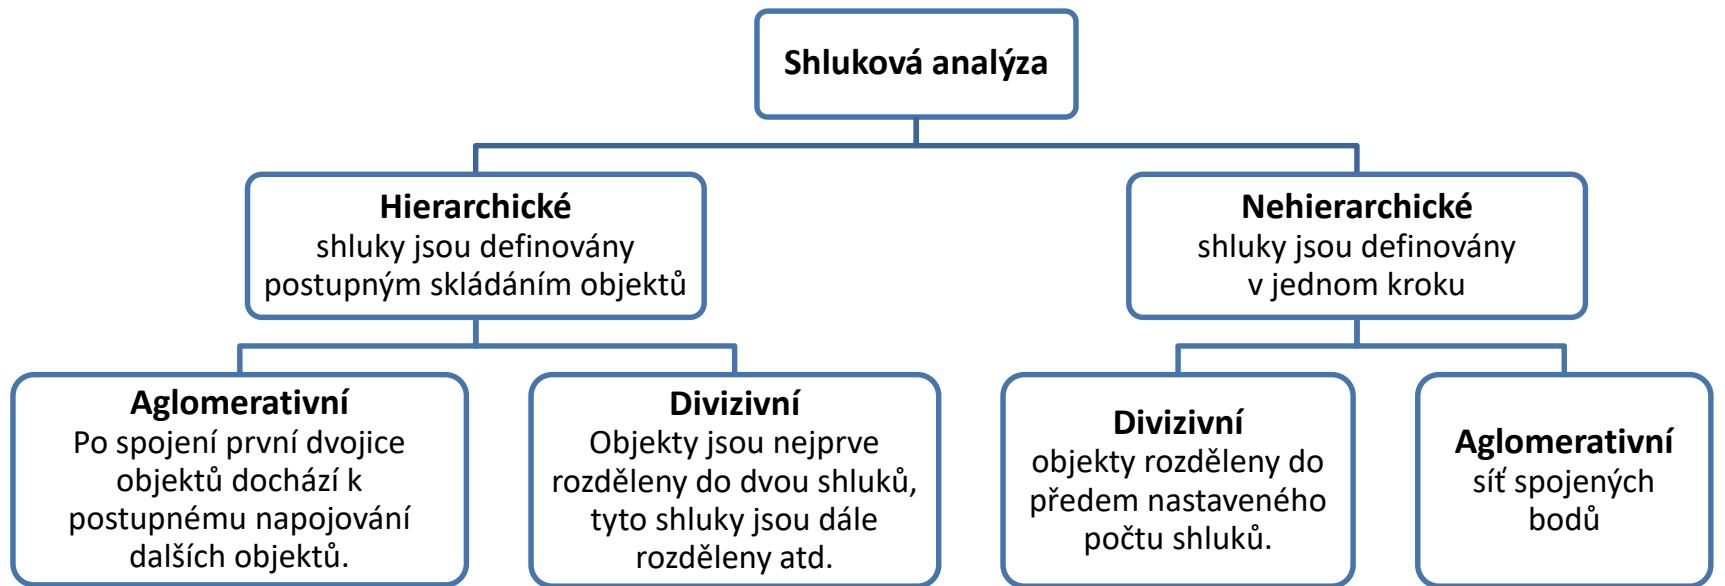 Shluková analýza
Hierarchické
shluky jsou definovány
postupným skládáním objektů
Nehierarchické
shluky jsou definovány
v jednom kroku
Aglomerativní
Po spojení první dvojice
objektů dochází k
postupnému napojování
dalších objektů.
Divizivní
Objekty jsou nejprve
rozděleny do dvou shluků,
tyto shluky jsou dále
rozděleny atd.
Divizivní
objekty rozděleny do
předem nastaveného
počtu shluků.
Aglomerativní
síť spojených
bodů